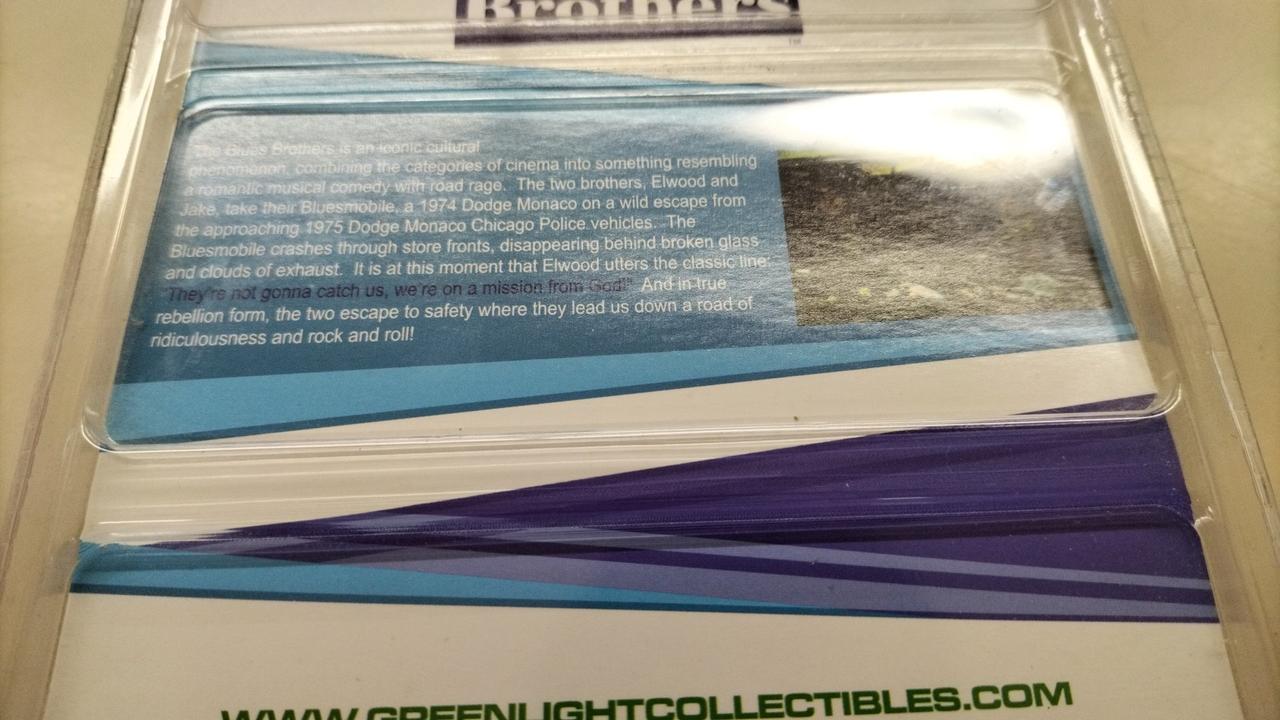 Brothers
TM
The Blues Brothers is an iconic cultural
phenomenon, combining the categories of cinema into something resembling
a romantic musical comedy with road rage. The two brothers, Elwood and
Jake, take their Bluesmobile, a 1974 Dodge Monaco on a wild escape from
the approaching 1975 Dodge Monaco Chicago Police vehicles. The
Bluesmobile crashes through store fronts, disappearing behind broken glass
and clouds of exhaust. It is at this moment that Elwood utters the classic line:
"They're not gonna catch us, we're on a mission from God!" And in true
rebellion form, the two escape to safety where they lead us down a road of
ridiculousness and rock and roll!
WWW.GREENLIGHTCOLLECTIBLES.COM